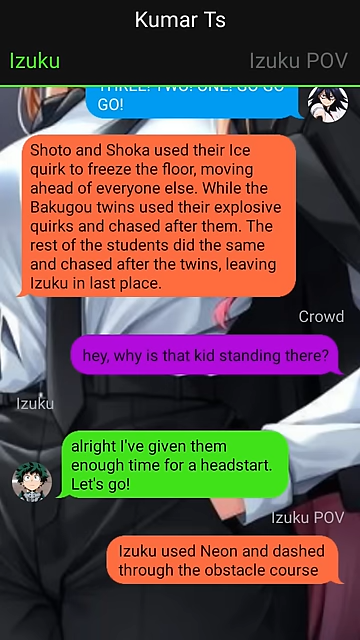 Kumar Ts
Izuku
Izuku POV
THREE! TWO! ONE! GO GO
GO!
Shoto and Shoka used their Ice
quirk to freeze the floor, moving
ahead of everyone else. While the
Bakugou twins used their explosive
quirks and chased after them. The
rest of the students did the same
and chased after the twins, leaving
Izuku in last place.
Crowd
hey, why is that kid standing there?
Izuku
alright I've given them
enough time for a headstart.
Let's go!
Izuku POV
Izuku used Neon and dashed
through the obstacle course